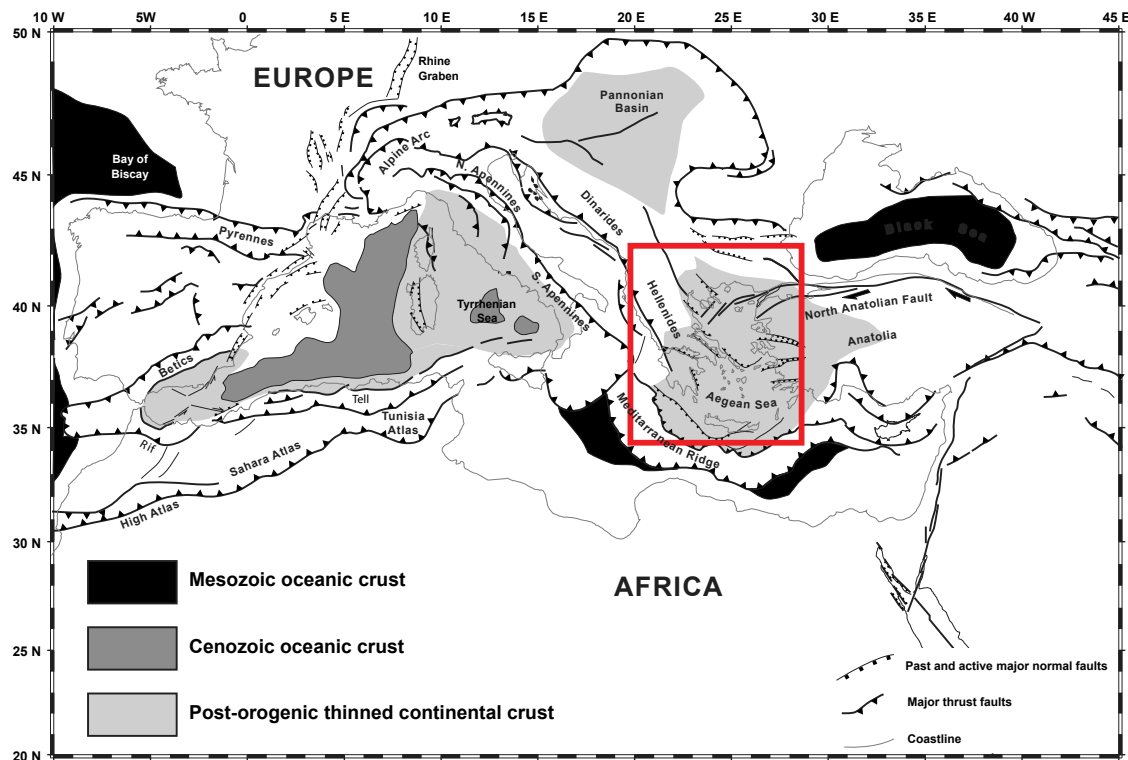 10 W
5W
0
5 E
10 E
15 E
20 E
25 E
30 E
35 E
40 W
45 E
50 N
45 N
40 N
35 N
30 N
25 N
20 N
EUROPE
Rhine
Graben
Pannonian
Basin
Bay of
Biscay
Alpine Arc
N. Apennines
Dinarides
Pyrennes
Black Sea
S. Apennines
Hellenides
Tyrrhenian
Sea
North Anatolian Fault
Anatolia
Betics
Aegean Sea
Tell
Tunisia
Atlas
Mediterranean Ridge
Rif
Sahara Atlas
High Atlas
AFRICA
Mesozoic oceanic crust
Cenozoic oceanic crust
Post-orogenic thinned continental crust
Past and active major normal faults
Major thrust faults
Coastline